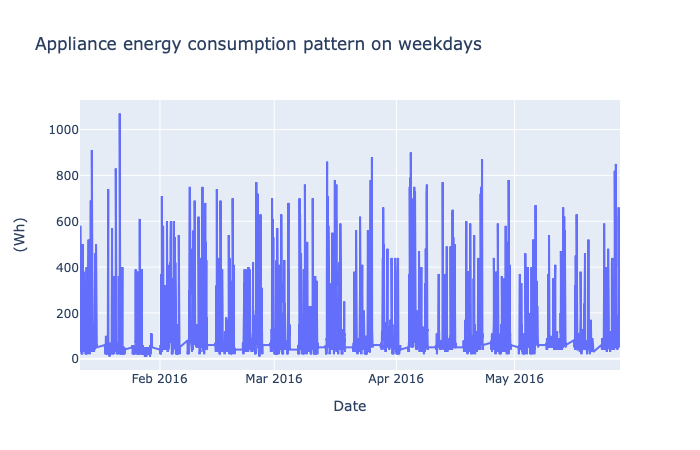 Appliance energy consumption pattern on weekdays
1000
800
600
400
200
0
(Wh)
Feb 2016
Mar 2016
Apr 2016
May 2016
Date